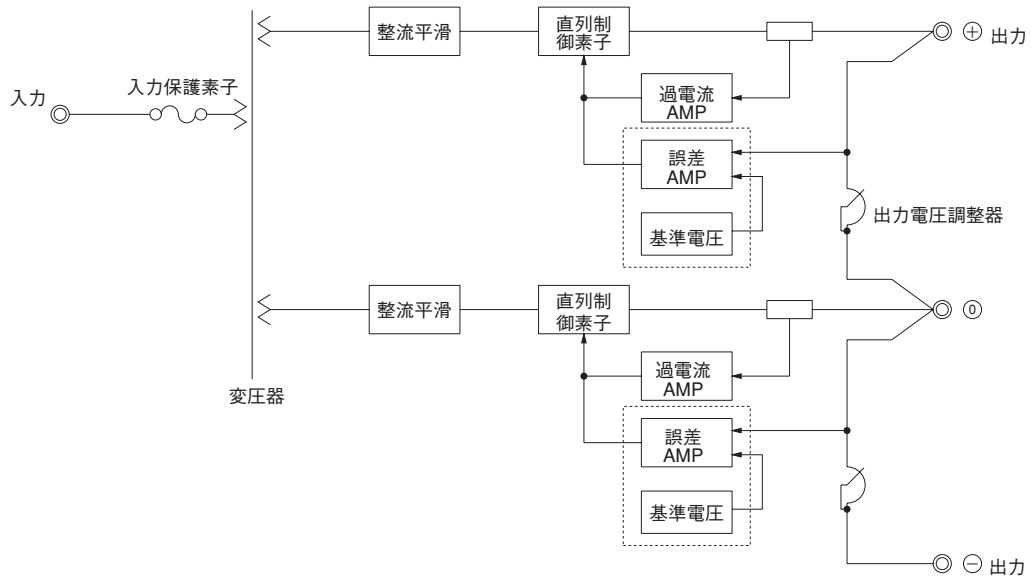 入力
入力保護素子
変圧器
整流平滑
直列制
御素子
過電流
AMP
誤差
AMP
基準電圧
+ 出力
出力電圧調整器
整流平滑
直列制
御素子
過電流
AMP
誤差
AMP
基準電圧
0
− 出力